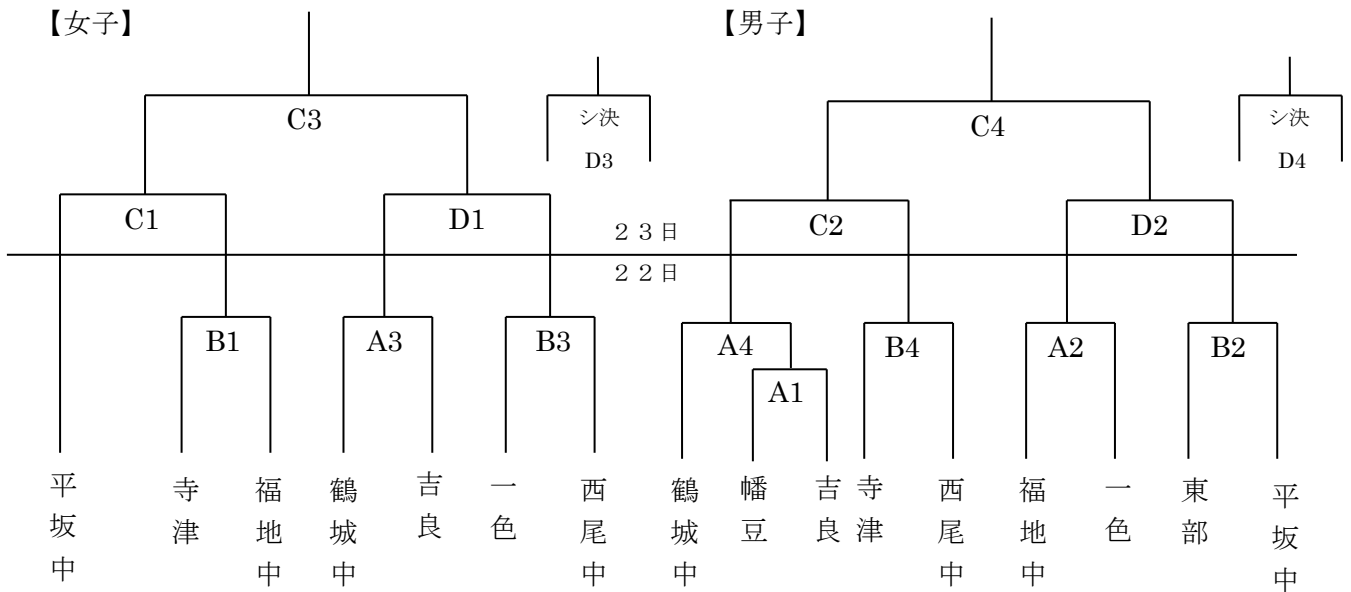 【女子】
【男子】
C3
シ決
D3
C4
シ決
D4
C1
D1
２３日
C2
D2
２２日
B1
A3
B3
A4
B4
A2
B2
A1
平坂中
寺津
福地中
鶴城中
吉良
一色
西尾中
鶴城中
幡豆
吉良
寺津
西尾中
福地中
一色
東部
平坂中